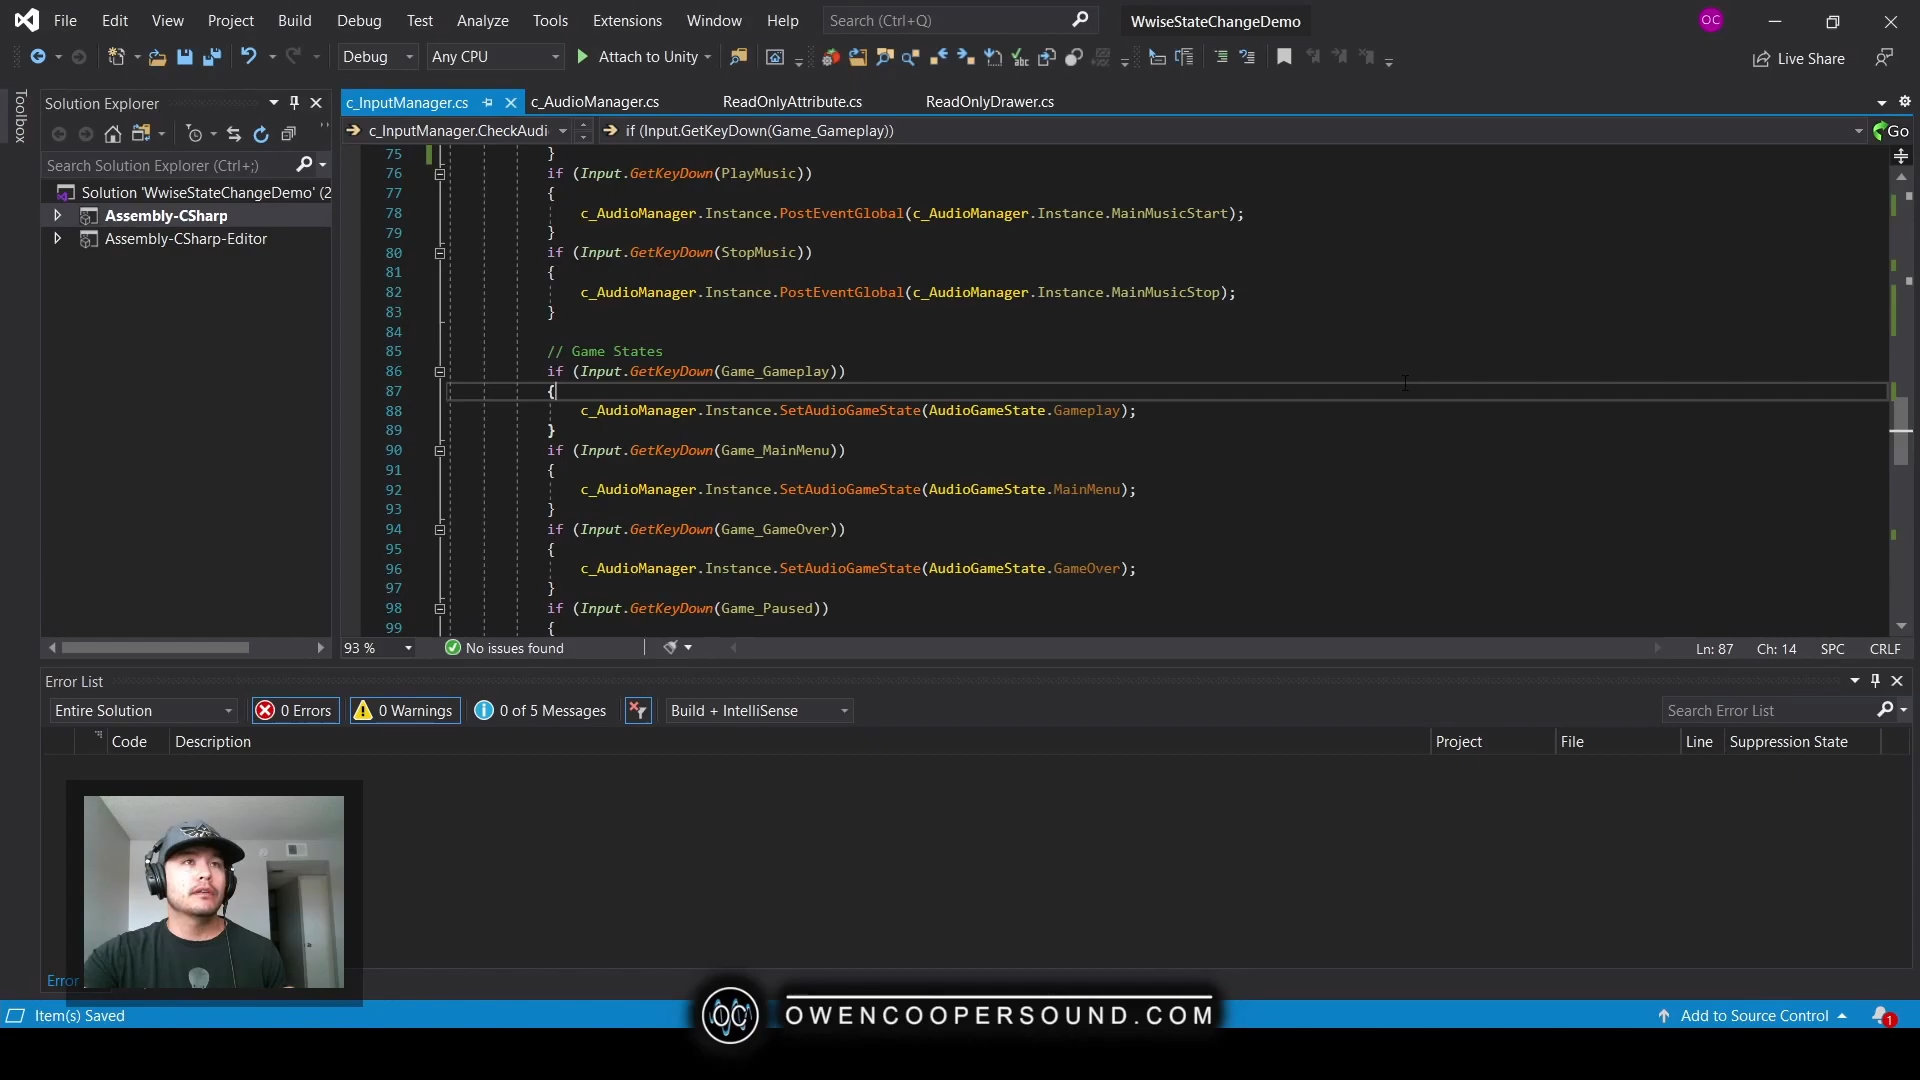 File Edit View Project Build Debug Test Analyze Tools Extensions Window Help Search (Ctrl+Q) WwiseStateChangeDemo OC
Debug Any CPU Attach to Unity Live Share
Toolbox
Solution Explorer
Search Solution Explorer (Ctrl+;)
Solution 'WwiseStateChangeDemo' (2
Assembly-CSharp
Assembly-CSharp-Editor
c_InputManager.cs c_AudioManager.cs ReadOnlyAttribute.cs ReadOnlyDrawer.cs
c_InputManager.CheckAudi if (Input.GetKeyDown(Game_Gameplay)) Go
75 }
76 if (Input.GetKeyDown(PlayMusic))
77 {
78 c_AudioManager.Instance.PostEventGlobal(c_AudioManager.Instance.MainMusicStart);
79 }
80 if (Input.GetKeyDown(StopMusic))
81 {
82 c_AudioManager.Instance.PostEventGlobal(c_AudioManager.Instance.MainMusicStop);
83 }
84
85 // Game States
86 if (Input.GetKeyDown(Game_Gameplay))
87 {
88 c_AudioManager.Instance.SetAudioGameState(AudioGameState.Gameplay);
89 }
90 if (Input.GetKeyDown(Game_MainMenu))
91 {
92 c_AudioManager.Instance.SetAudioGameState(AudioGameState.MainMenu);
93 }
94 if (Input.GetKeyDown(Game_GameOver))
95 {
96 c_AudioManager.Instance.SetAudioGameState(AudioGameState.GameOver);
97 }
98 if (Input.GetKeyDown(Game_Paused))
99 {
93 % No issues found Ln: 87 Ch: 14 SPC CRLF
Error List
Entire Solution 0 Errors 0 Warnings 0 of 5 Messages Build + IntelliSense Search Error List
Code Description Project File Line Suppression State
Error
OC OWENCOOPERSOUND.COM
Item(s) Saved Add to Source Control 1